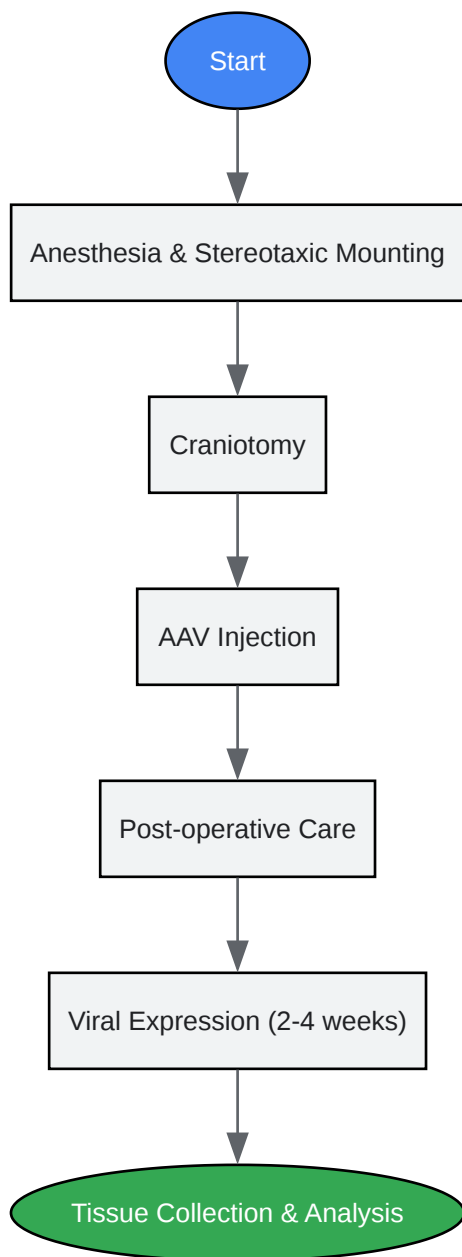 Start
Anesthesia & Stereotaxic Mounting
Craniotomy
AAV Injection
Post-operative Care
Viral Expression (2-4 weeks)
Tissue Collection & Analysis